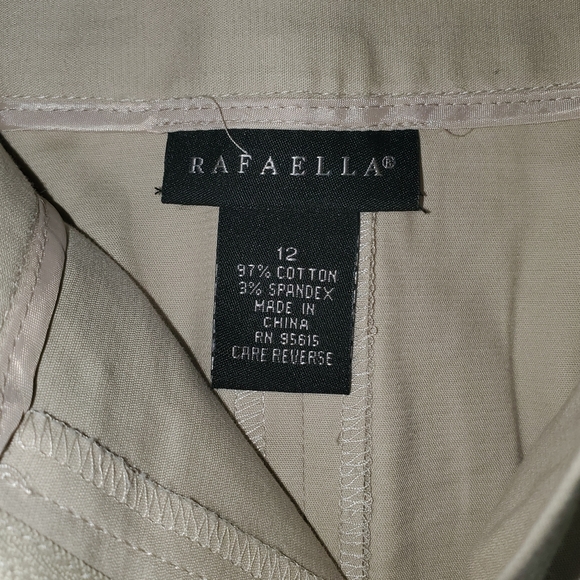 RAFAELLA®
12
97% COTTON
3% SPANDEX
MADE IN
CHINA
RN 95615
CARE REVERSE